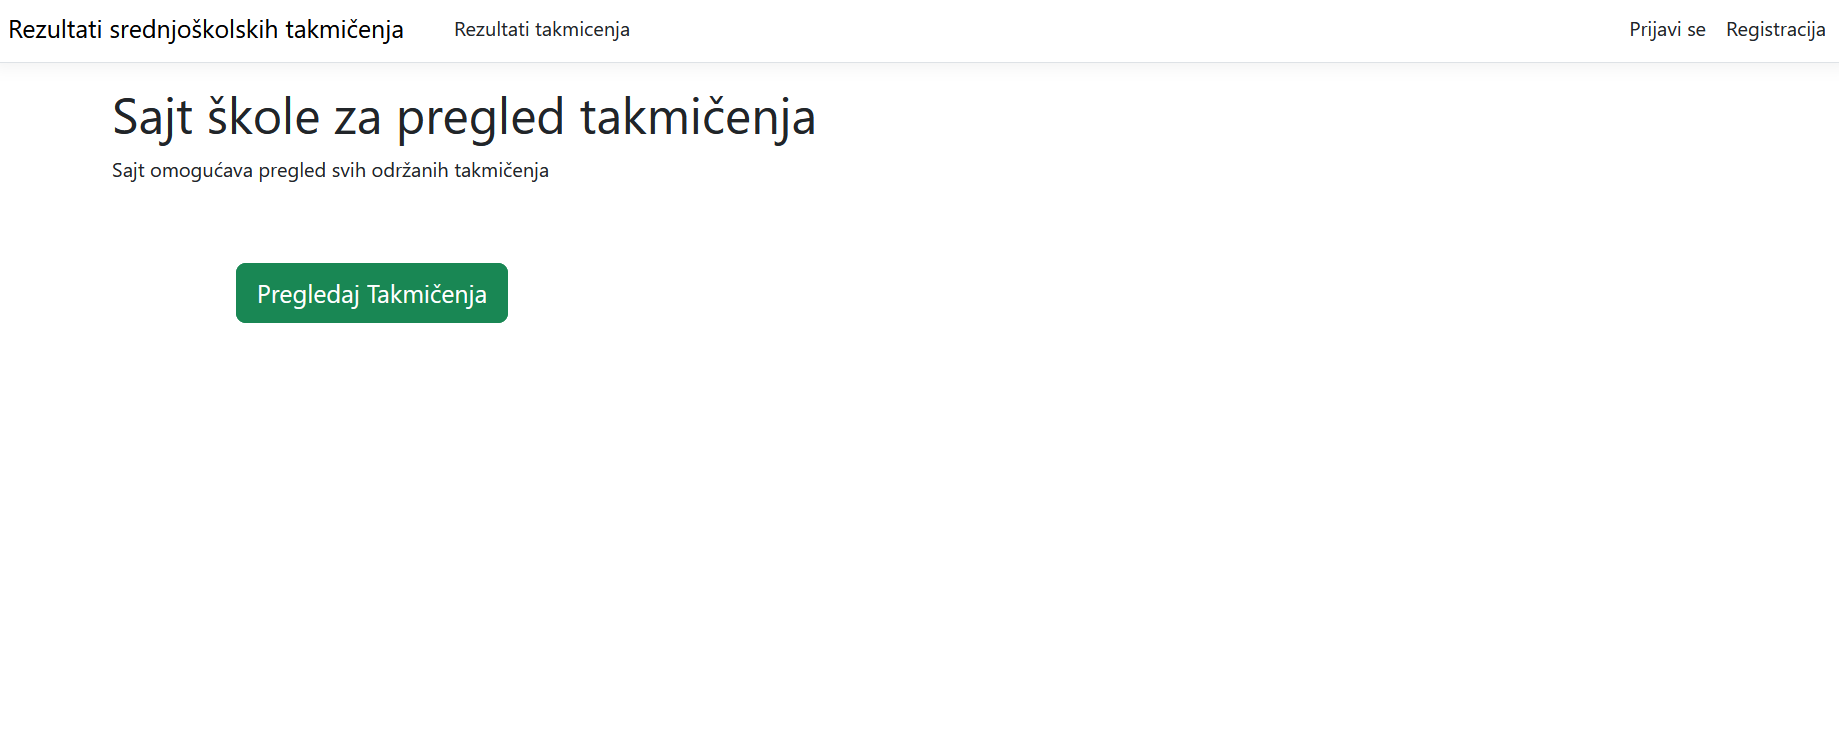 Rezultati srednjoškolskih takmičenja Rezultati takmicenja Prijavi se Registracija
Sajt škole za pregled takmičenja
Sajt omogućava pregled svih održanih takmičenja
Pregledaj Takmičenja